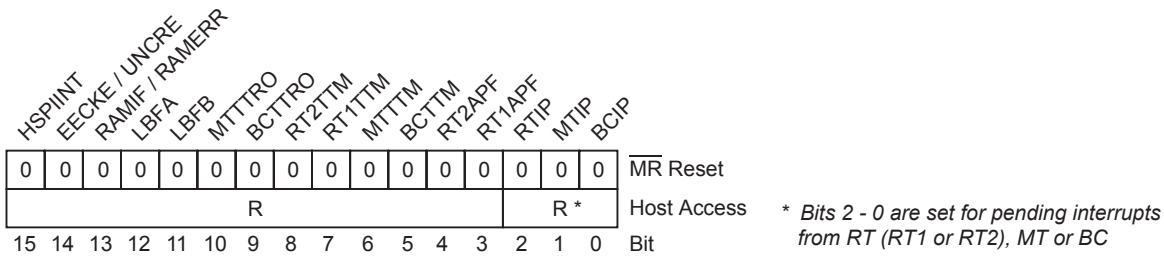 HSPIINT EECKE / UNCRE RAMIF / RAMERR LBFA LBFB MTTTRO BCTTRO RT2TTM RT1TTM MTTTM BCTTM RT2APF RT1APF RTIP MTIP BCIP
0 0 0 0 0 0 0 0 0 0 0 0 0 0 0 0 MR Reset
R R * Host Access
15 14 13 12 11 10 9 8 7 6 5 4 3 2 1 0 Bit
* Bits 2 - 0 are set for pending interrupts
from RT (RT1 or RT2), MT or BC